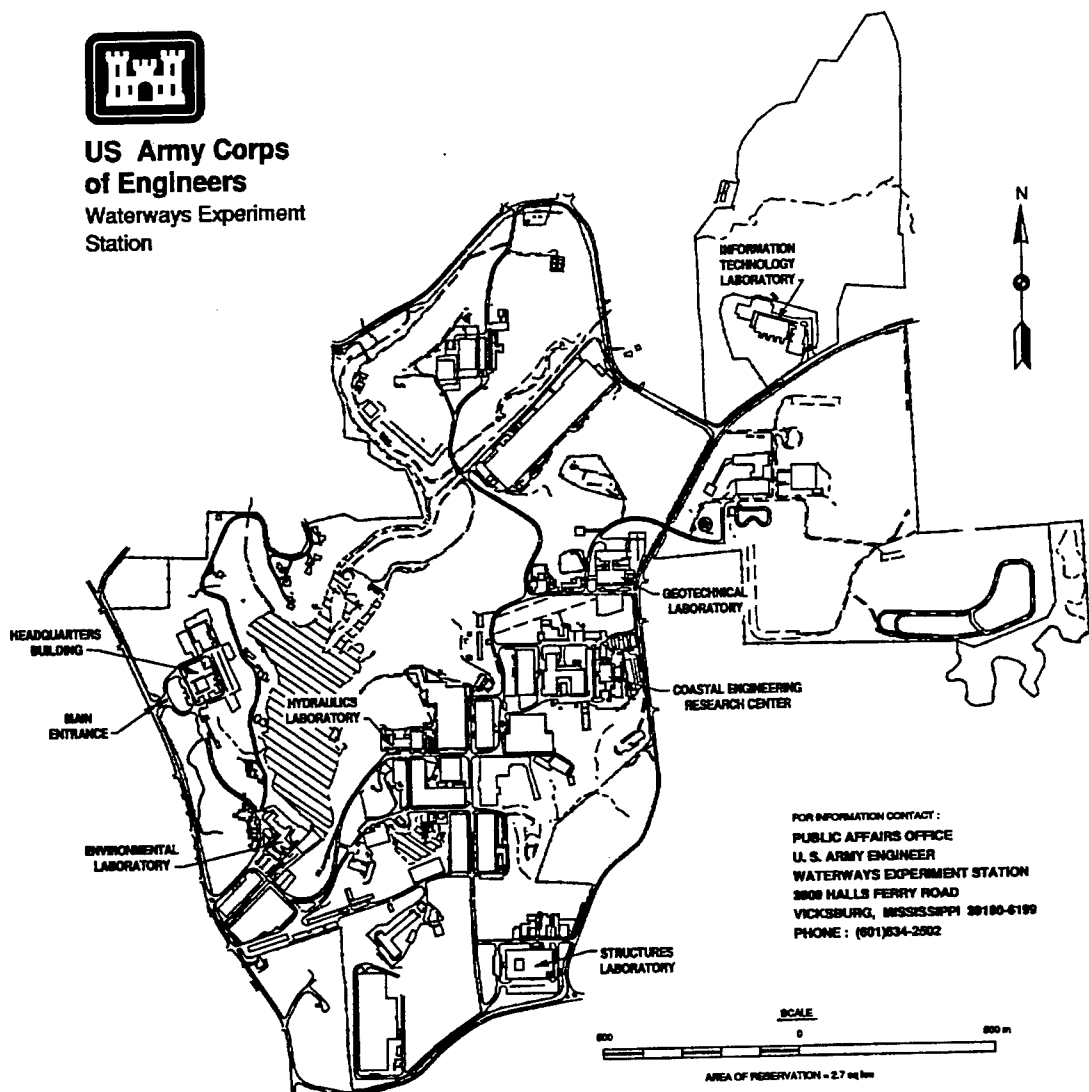 US Army Corps
of Engineers
Waterways Experiment
Station
N
INFORMATION
TECHNOLOGY
LABORATORY
GEOTECHNICAL
LABORATORY
HEADQUARTERS
BUILDING
MAIN
ENTRANCE
HYDRAULICS
LABORATORY
COASTAL ENGINEERING
RESEARCH CENTER
ENVIRONMENTAL
LABORATORY
STRUCTURES
LABORATORY
FOR INFORMATION CONTACT :
PUBLIC AFFAIRS OFFICE
U. S. ARMY ENGINEER
WATERWAYS EXPERIMENT STATION
3909 HALLS FERRY ROAD
VICKSBURG, MISSISSIPPI 39180-6199
PHONE : (601)634-2502
SCALE
500 0 500 m
AREA OF RESERVATION = 2.7 sq km